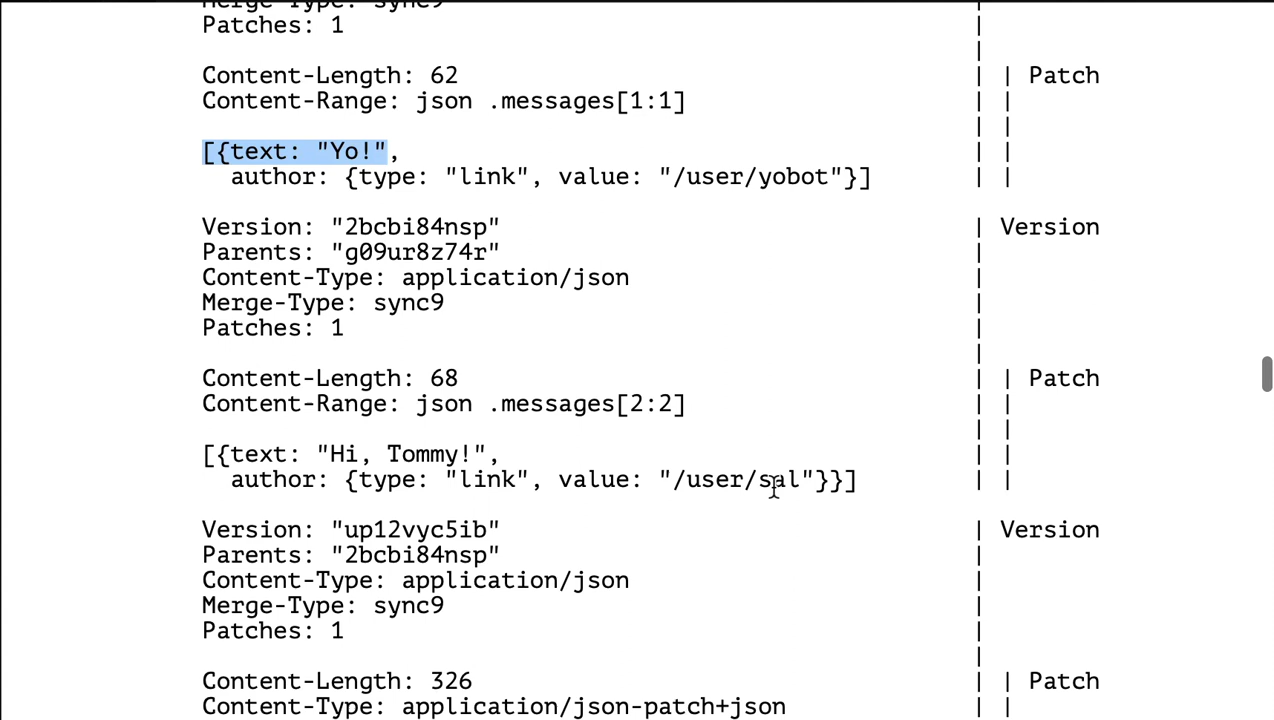 Merge-Type: sync9
Patches: 1 |
|
Content-Length: 62 | | Patch
Content-Range: json .messages[1:1] | |
| |
[{text: "Yo!", | |
author: {type: "link", value: "/user/yobot"}] | |
Version: "2bcbi84nsp" | Version
Parents: "g09ur8z74r" |
Content-Type: application/json |
Merge-Type: sync9 |
Patches: 1 |
|
Content-Length: 68 | | Patch
Content-Range: json .messages[2:2] | |
| |
[{text: "Hi, Tommy!", | |
author: {type: "link", value: "/user/sal"}}] | |
Version: "up12vyc5ib" | Version
Parents: "2bcbi84nsp" |
Content-Type: application/json |
Merge-Type: sync9 |
Patches: 1 |
|
Content-Length: 326 | | Patch
Content-Type: application/json-patch+json | |